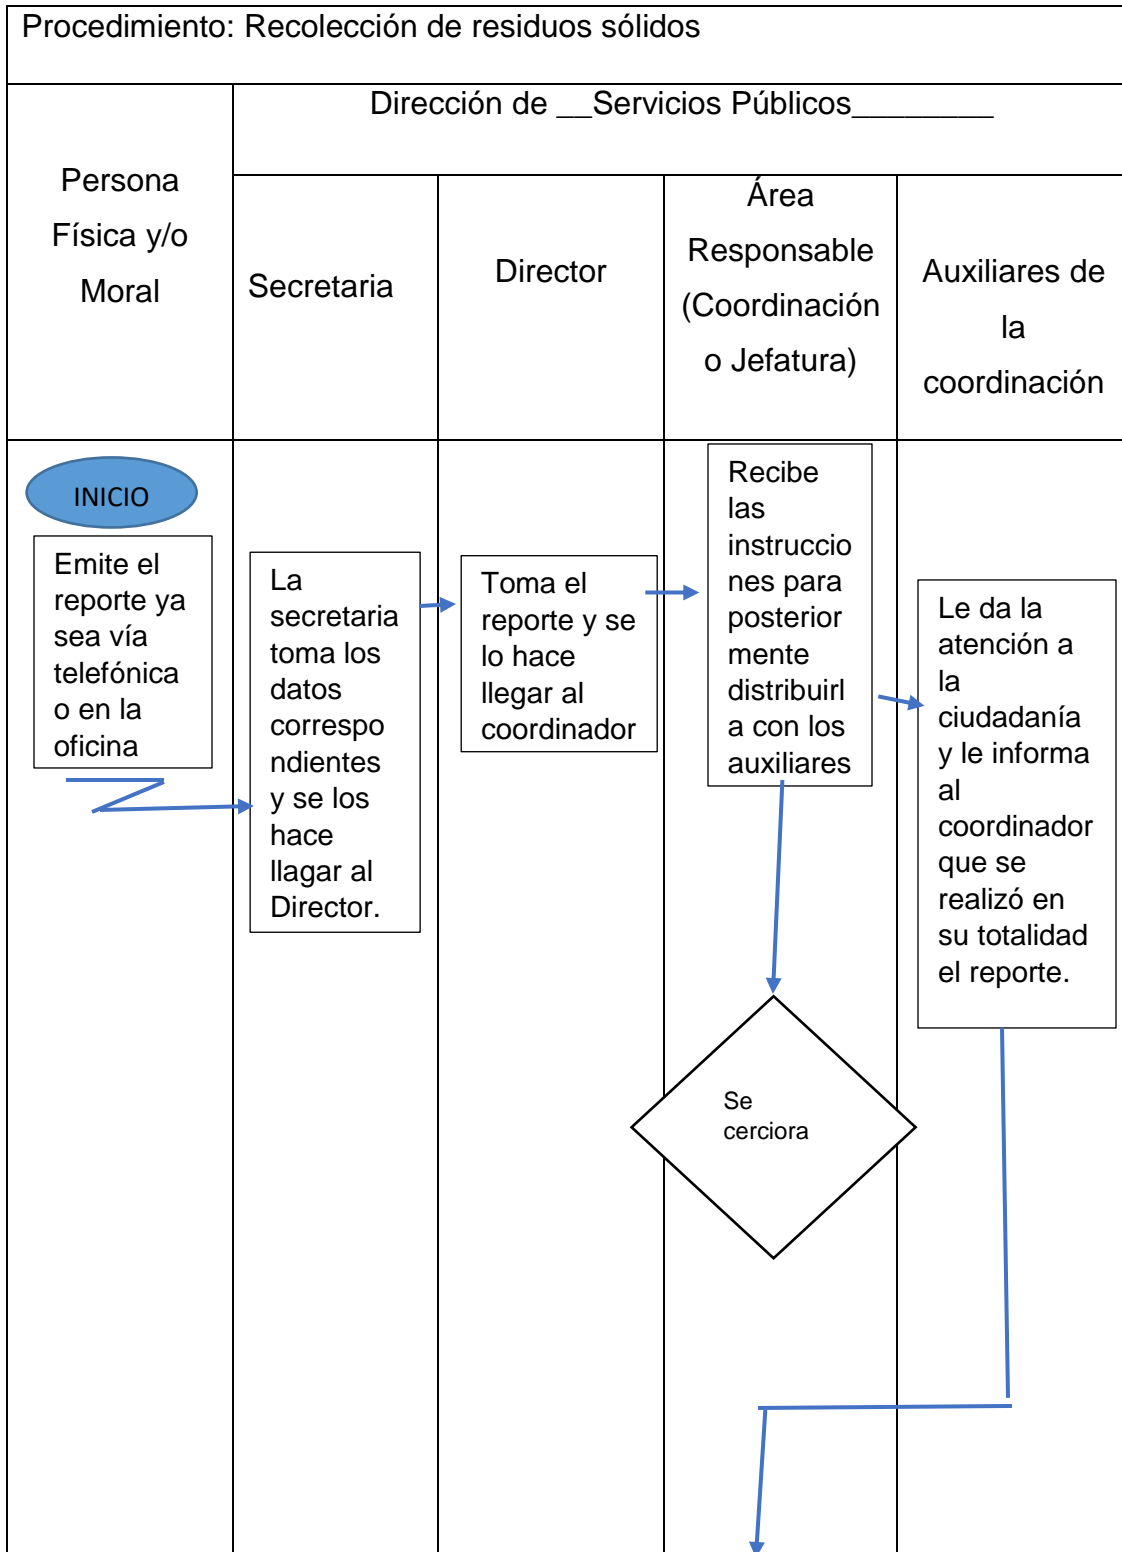 Procedimiento: Recolección de residuos sólidos
Dirección de __Servicios Públicos________
Persona
Física y/o
Moral
Secretaria
Director
Área
Responsable
(Coordinación
o Jefatura)
Auxiliares de
la
coordinación
INICIO
Emite el
reporte ya
sea vía
telefónica
o en la
oficina
La
secretaria
toma los
datos
correspo
ndientes
y se los
hace
llagar al
Director.
Toma el
reporte y se
lo hace
llegar al
coordinador
Recibe
las
instruccio
nes para
posterior
mente
distribuirl
a con los
auxiliares
Le da la
atención a
la
ciudadanía
y le informa
al
coordinador
que se
realizó en
su totalidad
el reporte.
Se
cerciora